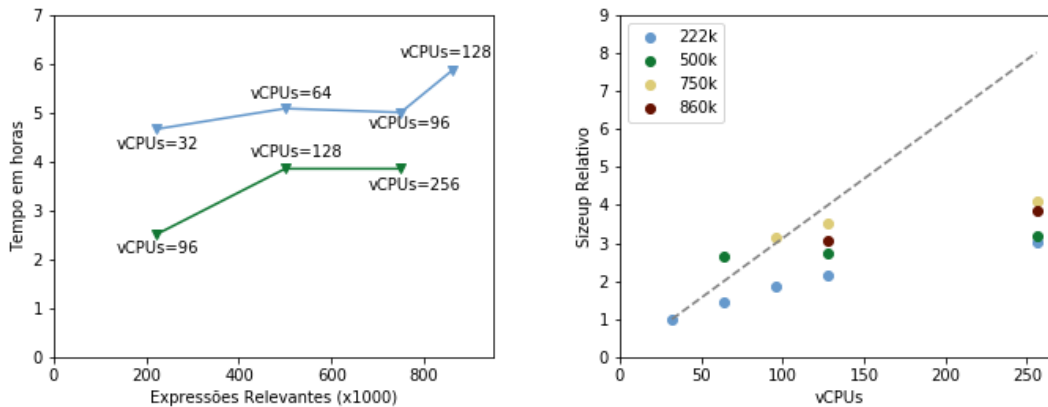 7
6
5
4
3
2
1
0
Tempo em horas
vCPUs=128
vCPUs=64
vCPUs=32
vCPUs=96
vCPUs=128
vCPUs=256
vCPUs=96
0 200 400 600 800
Expressões Relevantes (x1000)
9
8
7
6
5
4
3
2
1
0
Sizeup Relativo
222k
500k
750k
860k
0 50 100 150 200 250
vCPUs